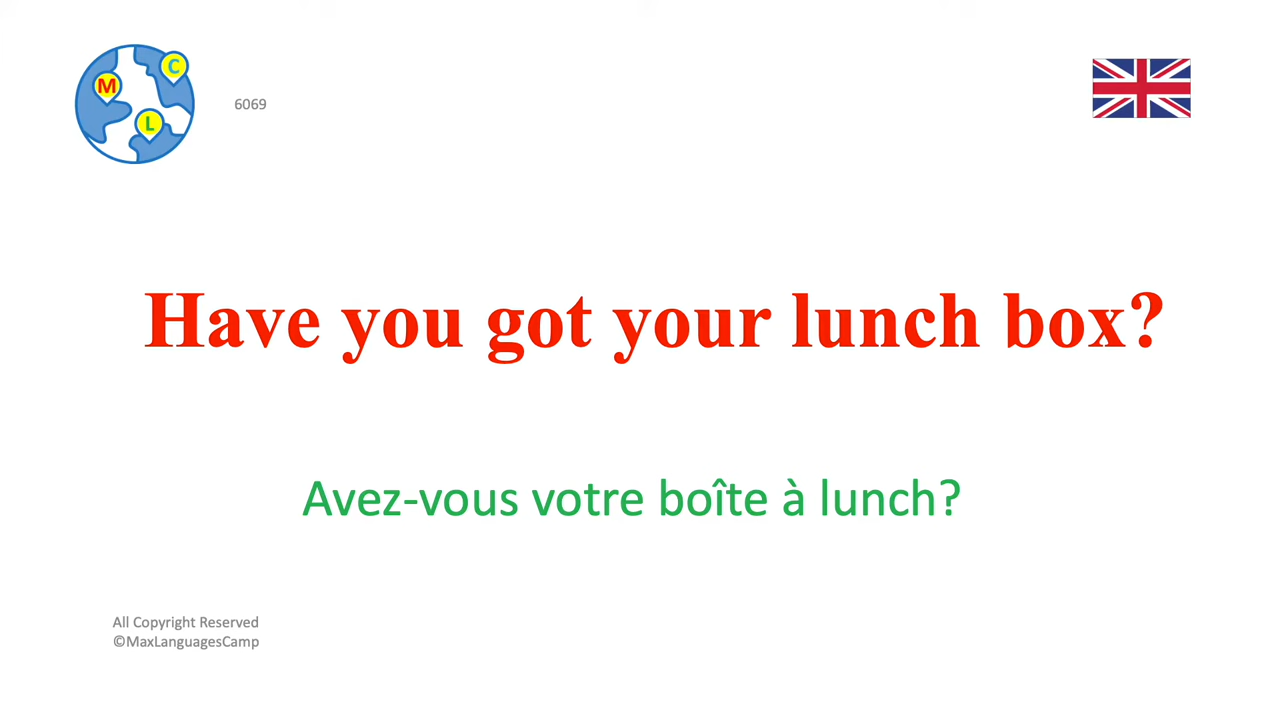 M
C
L
6069
Have you got your lunch box?
Avez-vous votre boîte à lunch?
All Copyright Reserved
©MaxLanguagesCamp